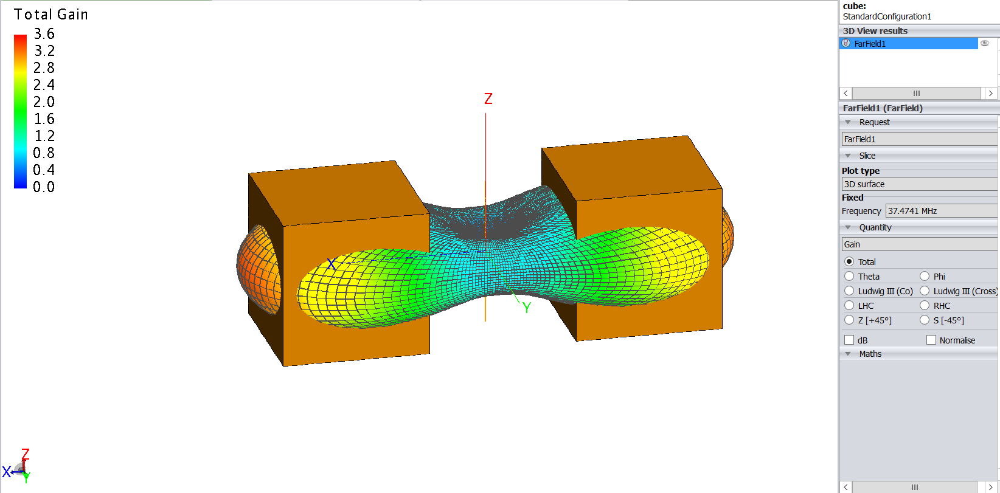 Total Gain
3.6
3.2
2.8
2.4
2.0
1.6
1.2
0.8
0.4
0.0
Z
X
Y
Z
X
Y
cube:
StandardConfiguration1
3D View results
FarField1
FarField1 (FarField)
Request
FarField1
Slice
Plot type
3D surface
Fixed
Frequency 37.4741 MHz
Quantity
Gain
Total
Theta Phi
Ludwig III (Co) Ludwig III (Cross)
LHC RHC
Z [+45°] S [-45°]
dB Normalise
Maths